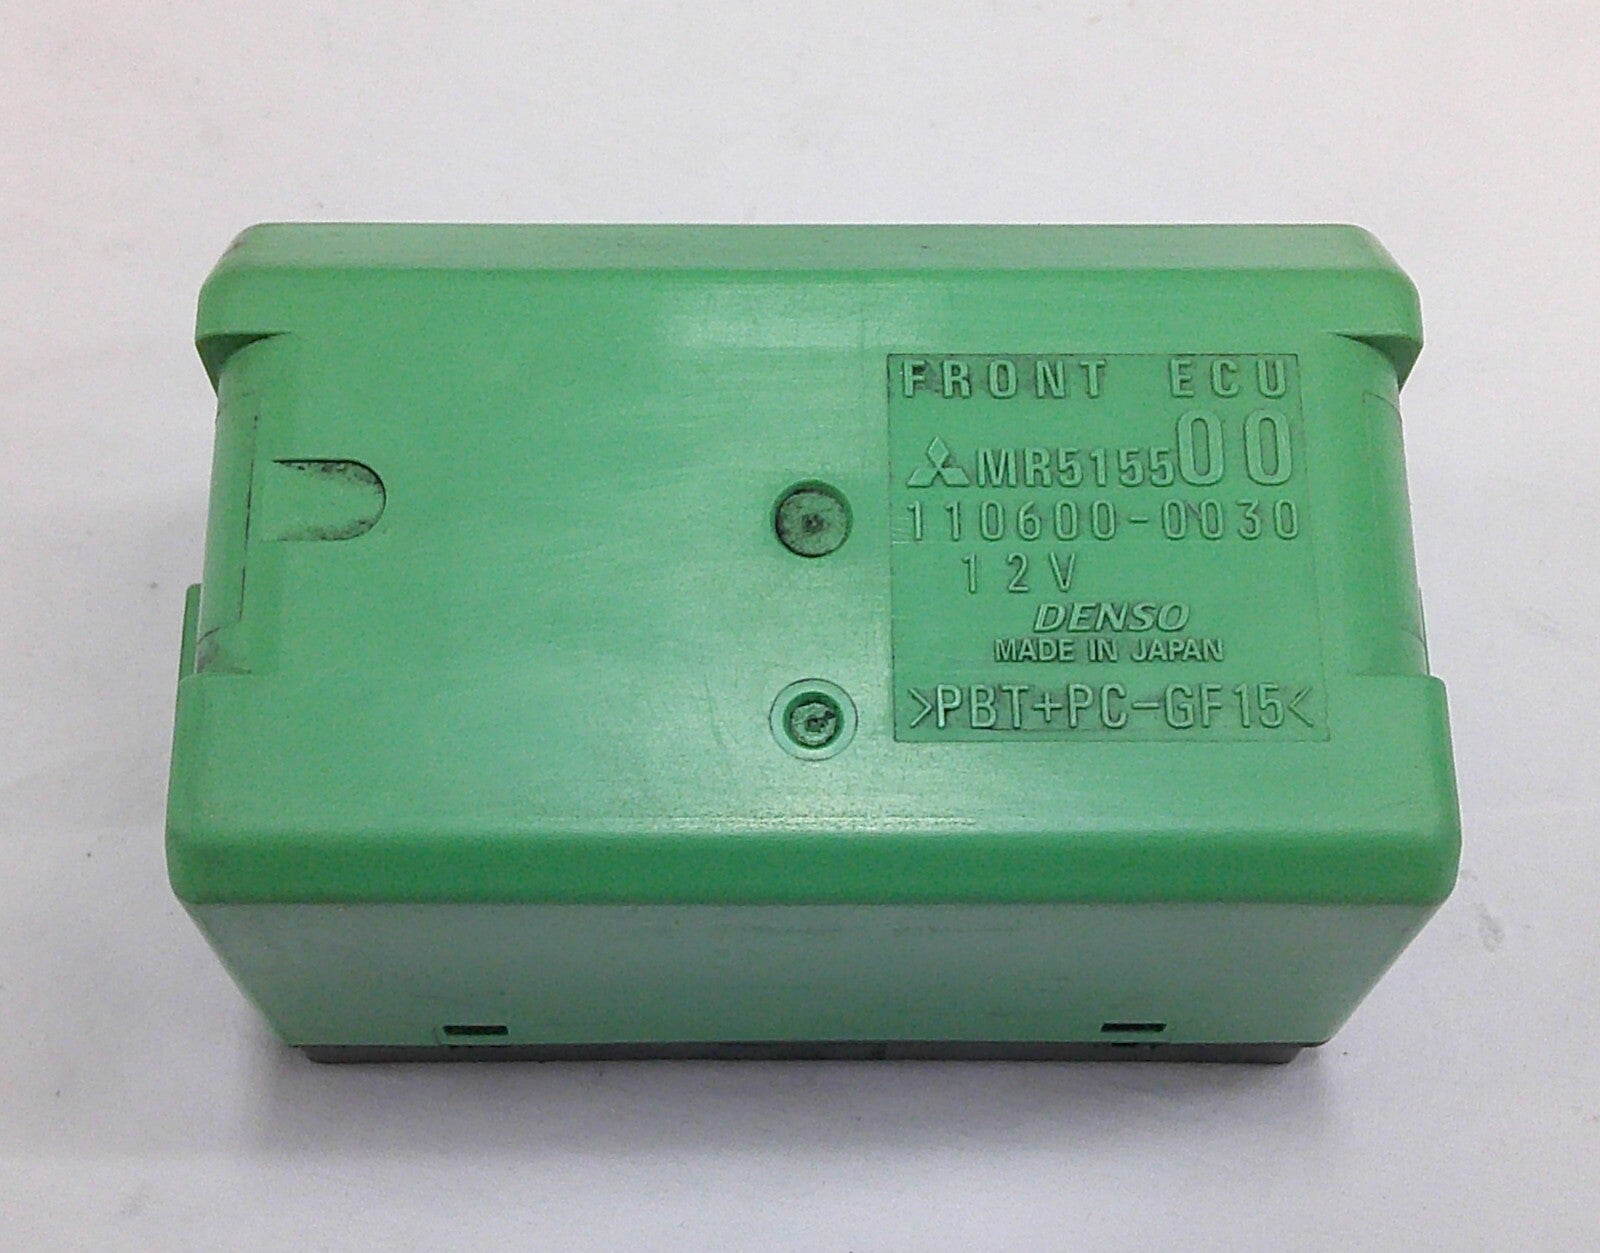 FRONT ECU
MR515500
110600-0030
12V
DENSO
MADE IN JAPAN
>PBT+PC-GF15<